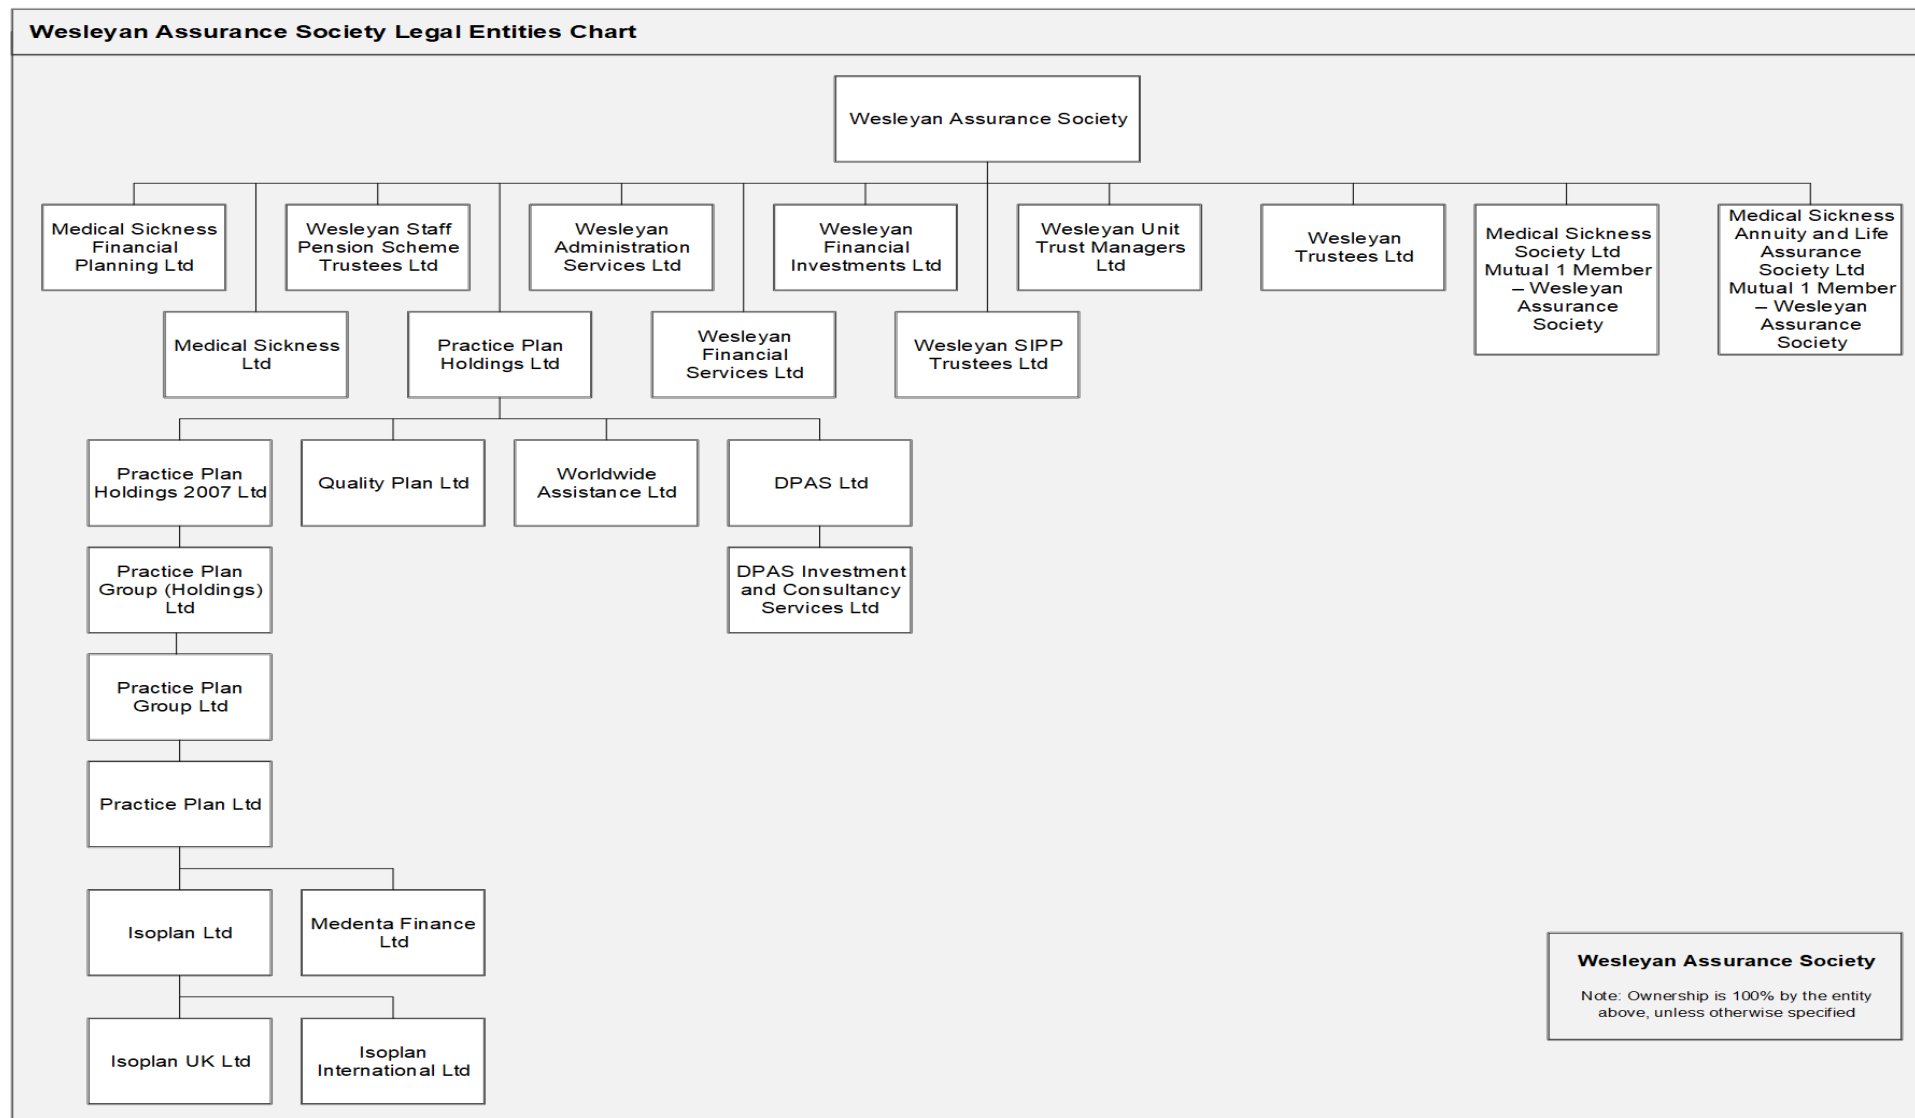 Wesleyan Assurance Society Legal Entities Chart
Wesleyan Assurance Society
Medical Sickness
Financial
Planning Ltd
Wesleyan Staff
Pension Scheme
Trustees Ltd
Wesleyan
Administration
Services Ltd
Wesleyan
Financial
Investments Ltd
Wesleyan Unit
Trust Managers
Ltd
Wesleyan
Trustees Ltd
Medical Sickness
Society Ltd
Mutual 1 Member
– Wesleyan
Assurance
Society
Medical Sickness
Annuity and Life
Assurance
Society Ltd
Mutual 1 Member
– Wesleyan
Assurance
Society
Medical Sickness
Ltd
Practice Plan
Holdings Ltd
Wesleyan
Financial
Services Ltd
Wesleyan SIPP
Trustees Ltd
Practice Plan
Holdings 2007 Ltd
Quality Plan Ltd
Worldwide
Assistance Ltd
DPAS Ltd
Practice Plan
Group (Holdings)
Ltd
DPAS Investment
and Consultancy
Services Ltd
Practice Plan
Group Ltd
Practice Plan Ltd
Isoplan Ltd
Medenta Finance
Ltd
Isoplan UK Ltd
Isoplan
International Ltd
Wesleyan Assurance Society
Note: Ownership is 100% by the entity
above, unless otherwise specified